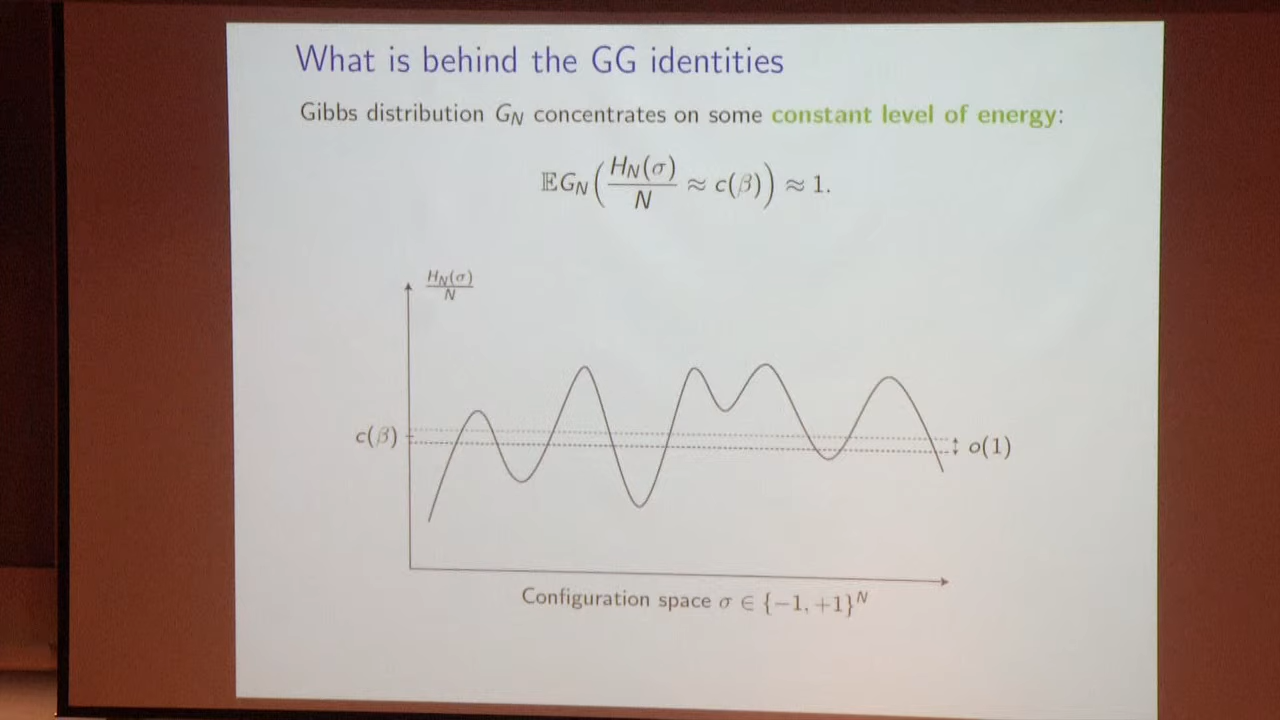 What is behind the GG identities
Gibbs distribution G_N concentrates on some constant level of energy:
𝔼G_N(H_N(σ)/N ≈ c(β)) ≈ 1.
H_N(σ)/N
c(β)
o(1)
Configuration space σ ∈ {−1, +1}^N